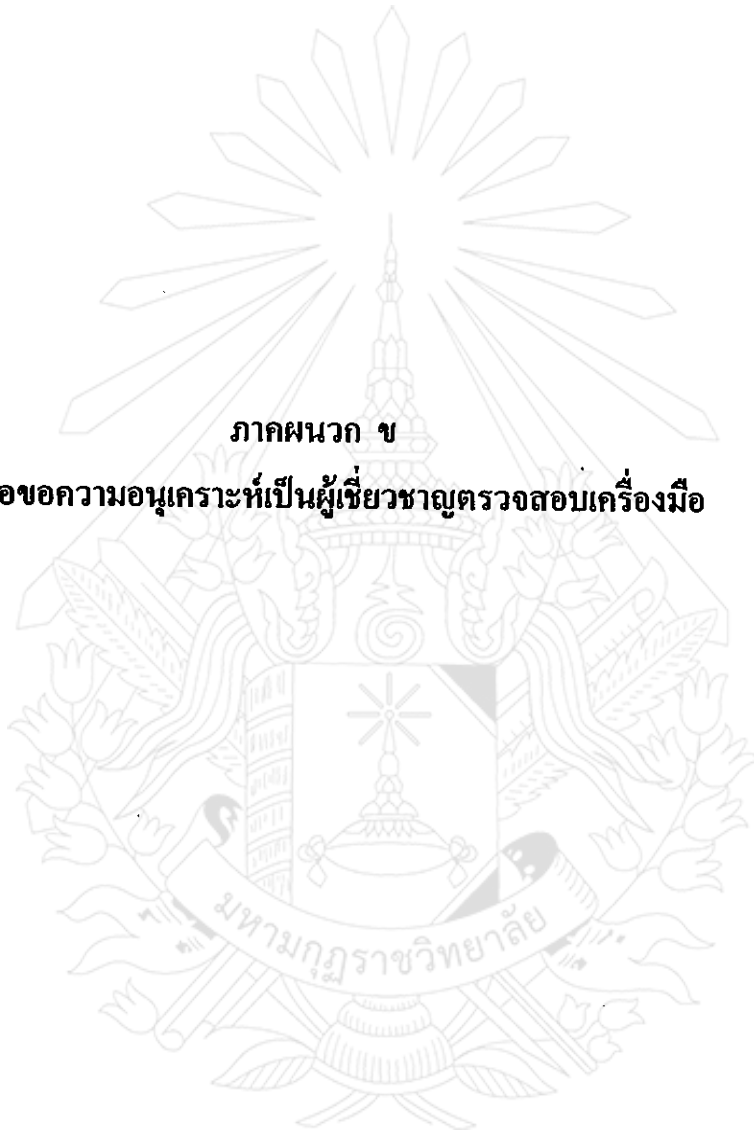 ภาคผนวก ข
อขอความอนุเคราะห์เป็นผู้เชี่ยวชาญตรวจสอบเครื่องมือ
มหามกุฏราชวิทยาลัย